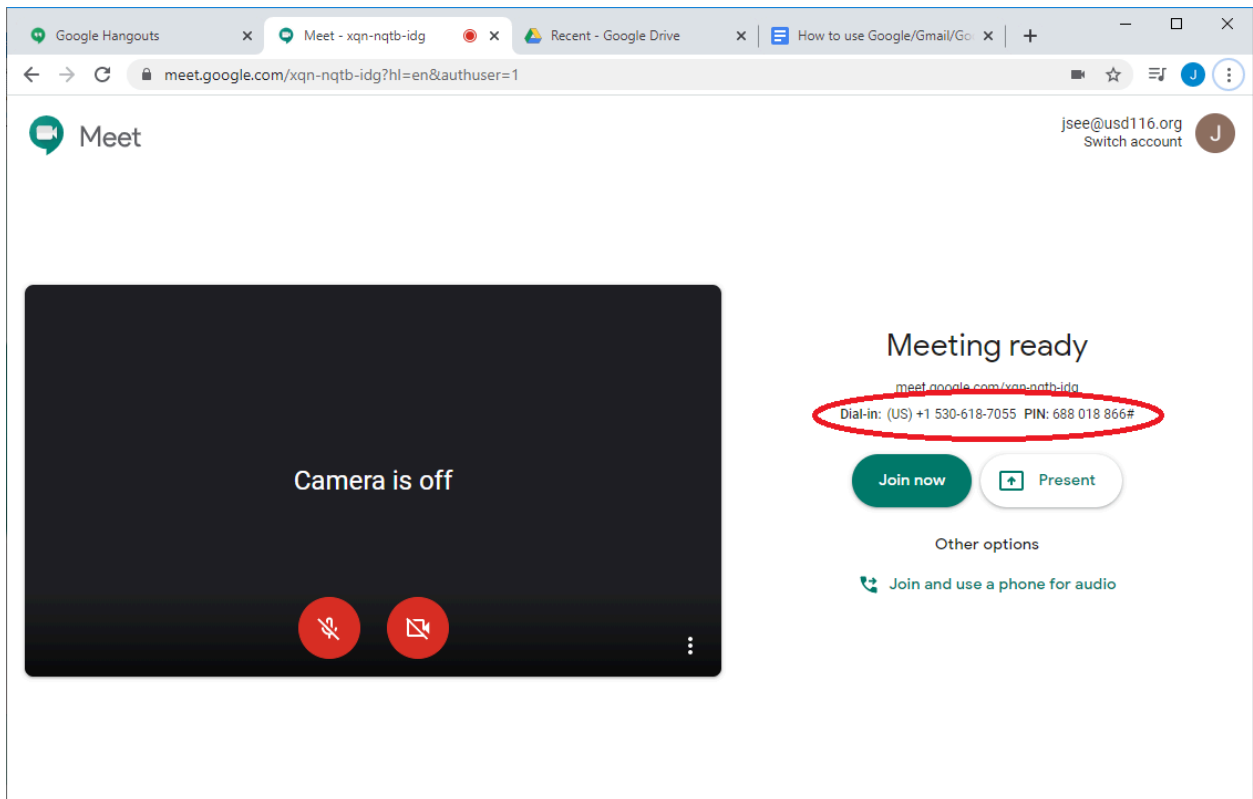 Google Hangouts
Meet - xqn-nqtb-idg
Recent - Google Drive
How to use Google/Gmail/Go
meet.google.com/xqn-nqtb-idg?hl=en&authuser=1
J
Meet
jsee@usd116.org
Switch account
J
Meeting ready
meet.google.com/xqn-nqtb-idg
Dial-in: (US) +1 530-618-7055 PIN: 688 018 866#
Camera is off
Join now
Present
Other options
Join and use a phone for audio